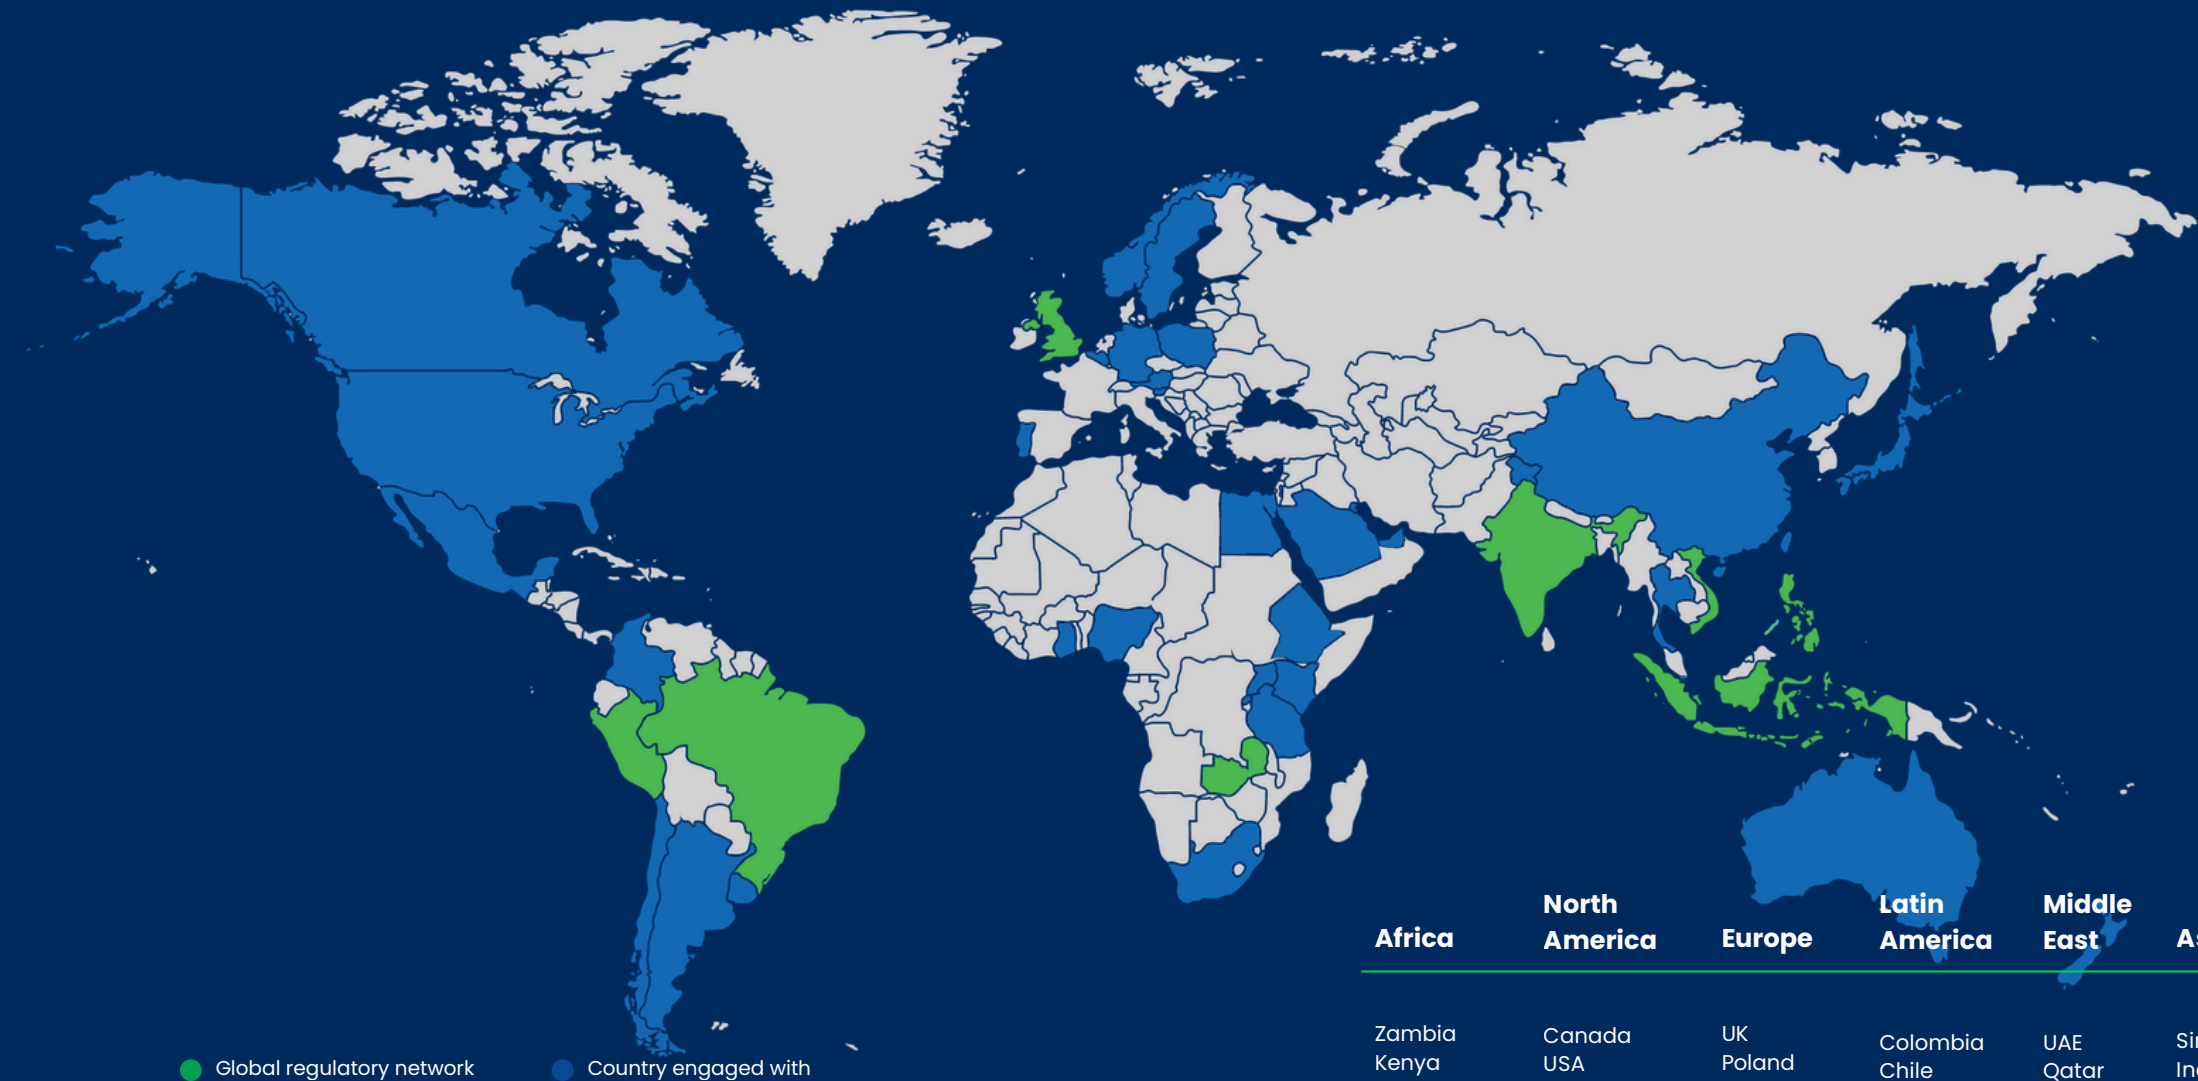 Africa
North
America
Europe
Latin
America
Middle
East
Zambia
Kenya
Canada
USA
UK
Poland
Colombia
Chile
UAE
Qatar
Global regulatory network
Country engaged with